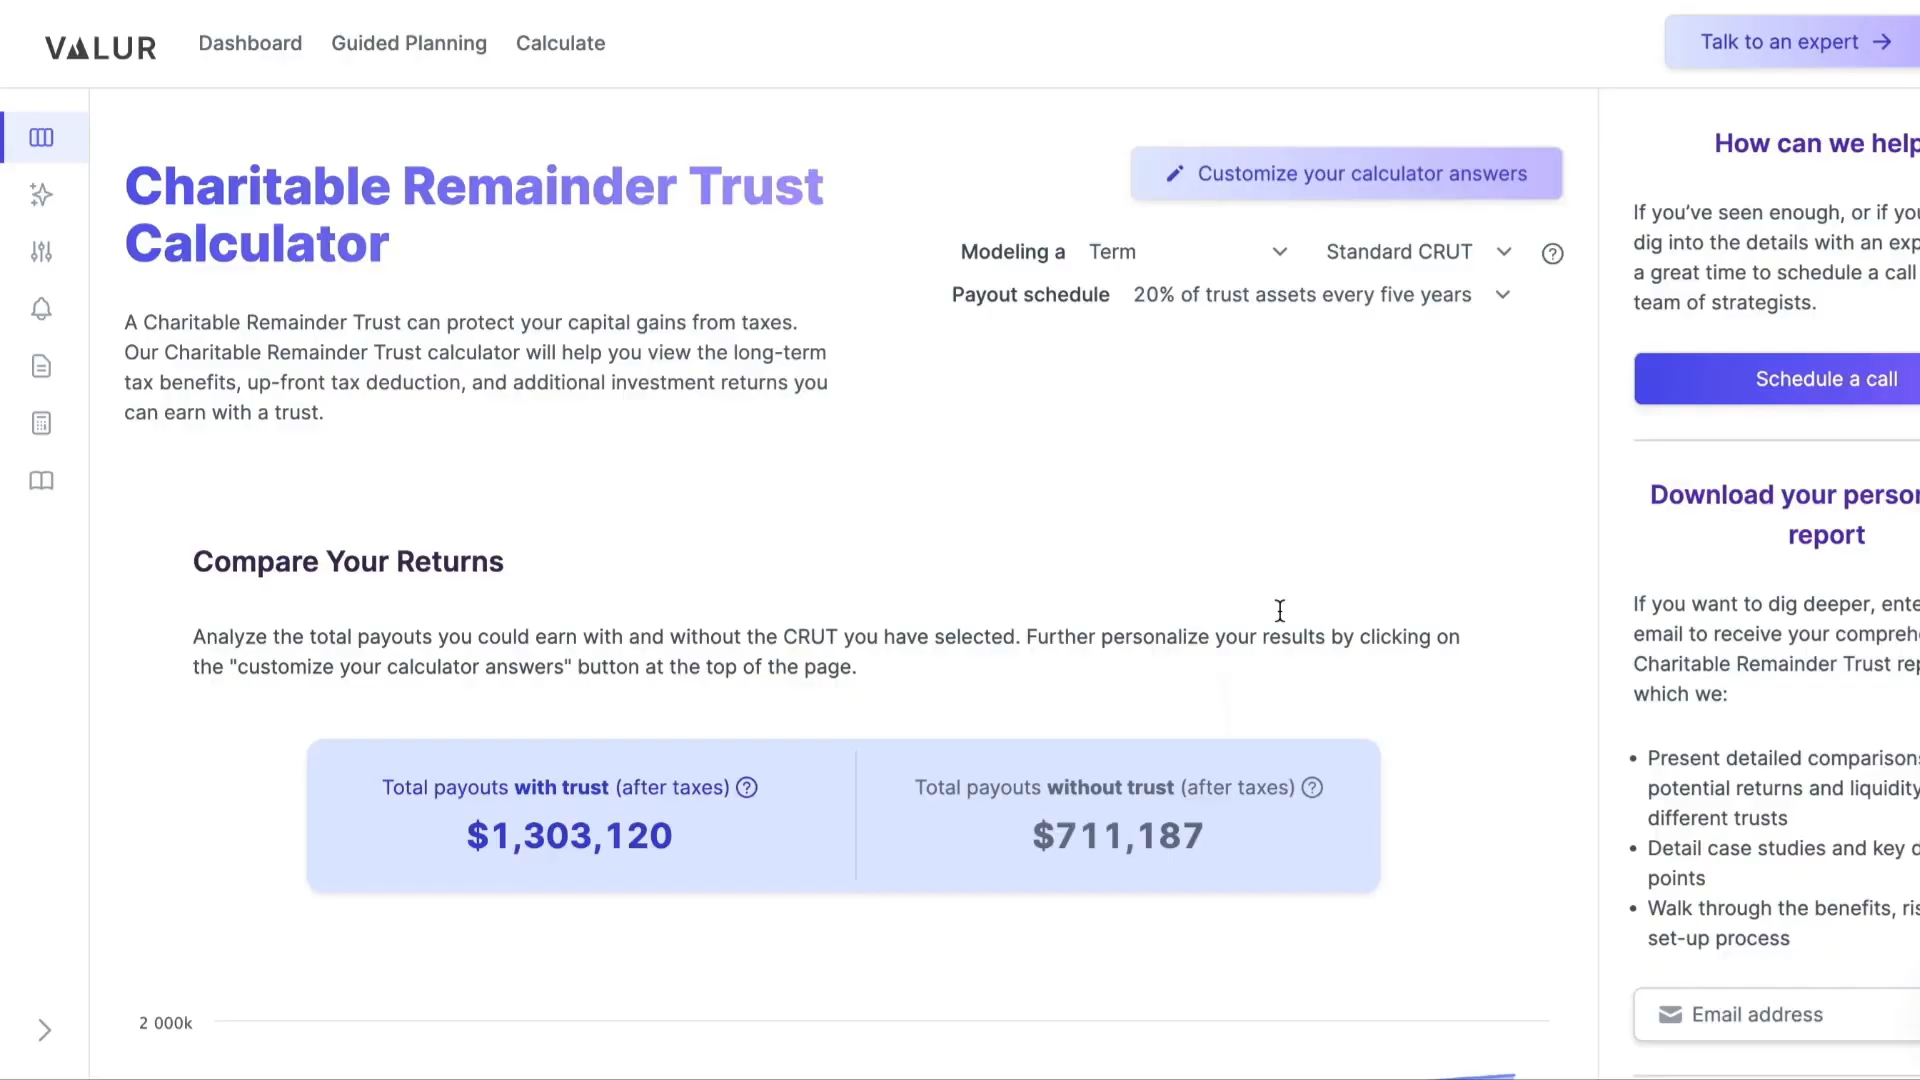 VALUR
Dashboard
Guided Planning
Calculate
Talk to an expert
Charitable Remainder Trust
Calculator
Customize your calculator answers
Modeling a Term Standard CRUT
Payout schedule 20% of trust assets every five years
A Charitable Remainder Trust can protect your capital gains from taxes.
Our Charitable Remainder Trust calculator will help you view the long-term
tax benefits, up-front tax deduction, and additional investment returns you
can earn with a trust.
Compare Your Returns
Analyze the total payouts you could earn with and without the CRUT you have selected. Further personalize your results by clicking on
the "customize your calculator answers" button at the top of the page.
Total payouts with trust (after taxes)
$1,303,120
Total payouts without trust (after taxes)
$711,187
2 000k
How can we help
If you’ve seen enough, or if you
dig into the details with an exp
a great time to schedule a call
team of strategists.
Schedule a call
Download your person
report
If you want to dig deeper, ente
email to receive your comprehe
Charitable Remainder Trust rep
which we:
• Present detailed comparisons
potential returns and liquidity
different trusts
• Detail case studies and key d
points
• Walk through the benefits, ris
set-up process
Email address